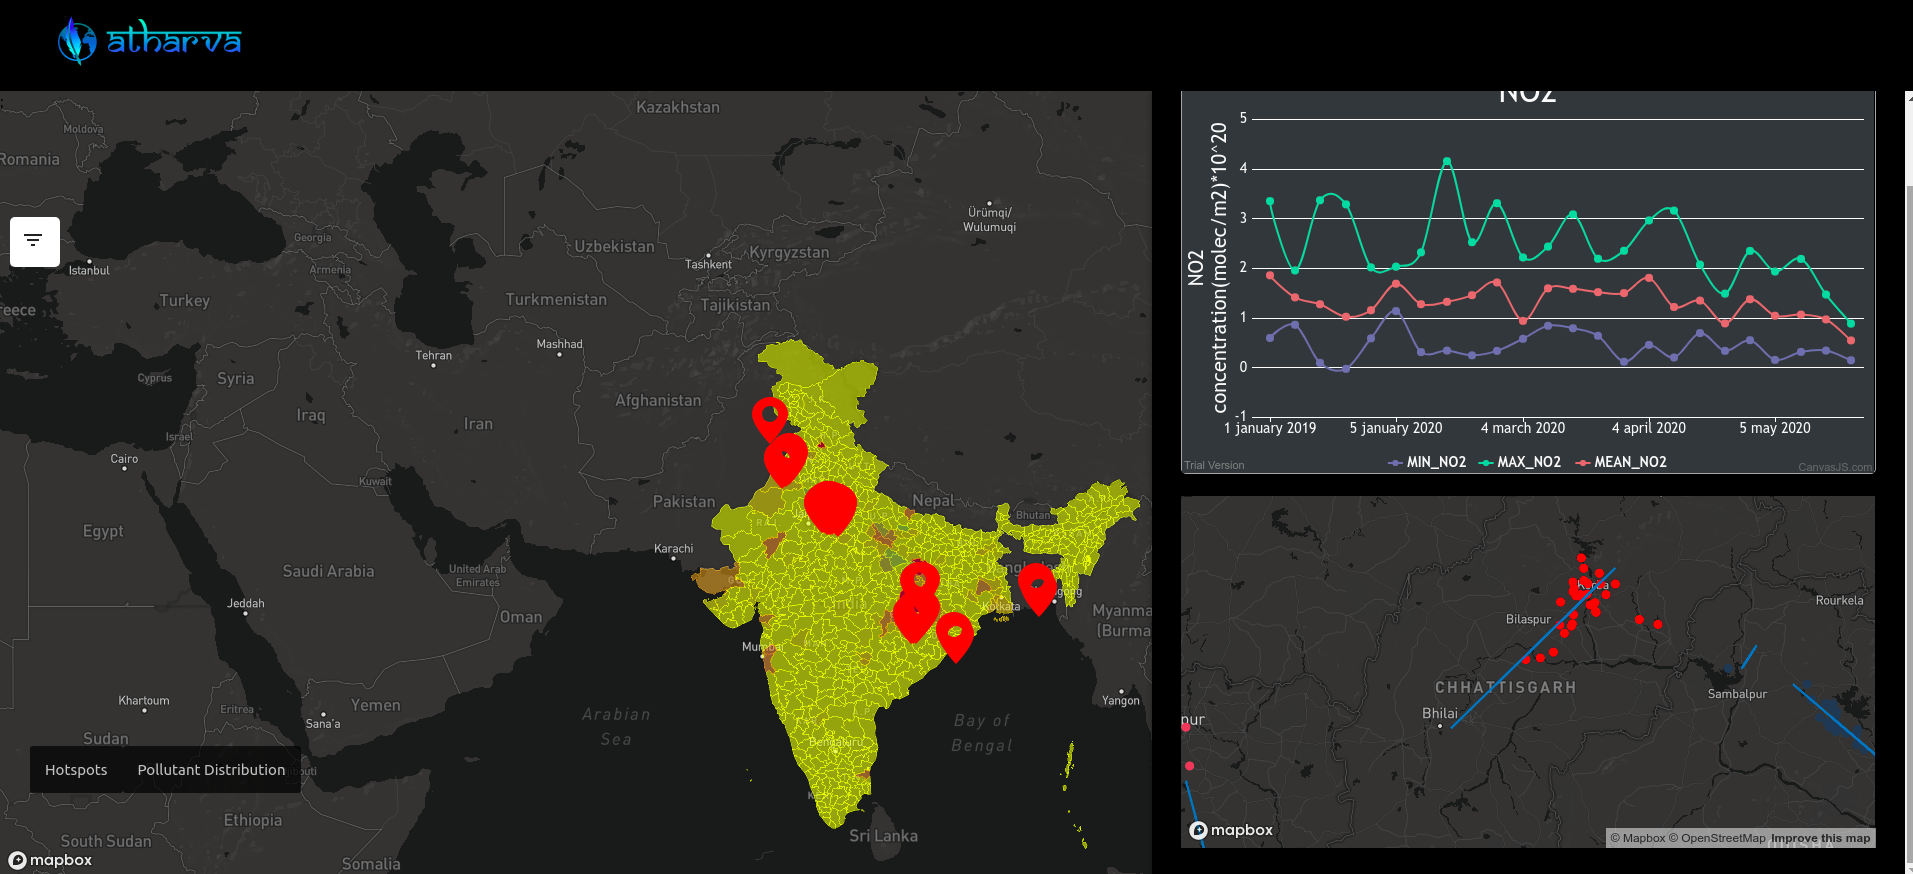 atharva
Kazakhstan
Moldova
Romania
Ürümqi/
Wulumuqi
Georgia
Uzbekistan
Kyrgyzstan
Istanbul
Armenia
Tashkent
Turkey
Turkmenistan
Tajikistan
eece
Tehran
Mashhad
Cyprus
Syria
Afghanistan
Iraq
Iran
Israel
Cairo
Kuwait
Pakistan
Nepal
Bhutan
Egypt
Karachi
Saudi Arabia
United Arab
Emirates
India
Jeddah
Oman
Kolkata
gong
Myanma
(Burma
Mumbai
Khartoum
Eritrea
Yemen
Sana'a
Arabian
Sea
Bay of
Bengal
Yangon
Sudan
Bengaluru
Hotspots
Pollutant Distribution
bouti
Ethiopia
South Sudan
Sri Lanka
Somalia
mapbox
NO2
NO2
concentration(molec/m2)*10^20
5
4
3
2
1
0
-1
1 january 2019
5 january 2020
4 march 2020
4 april 2020
5 may 2020
Trial Version
MIN_NO2
MAX_NO2
MEAN_NO2
CanvasJS.com
Korba
Rourkela
Bilaspur
CHHATTISGARH
Sambalpur
Bhilai
pur
mapbox
© Mapbox © OpenStreetMap Improve this map